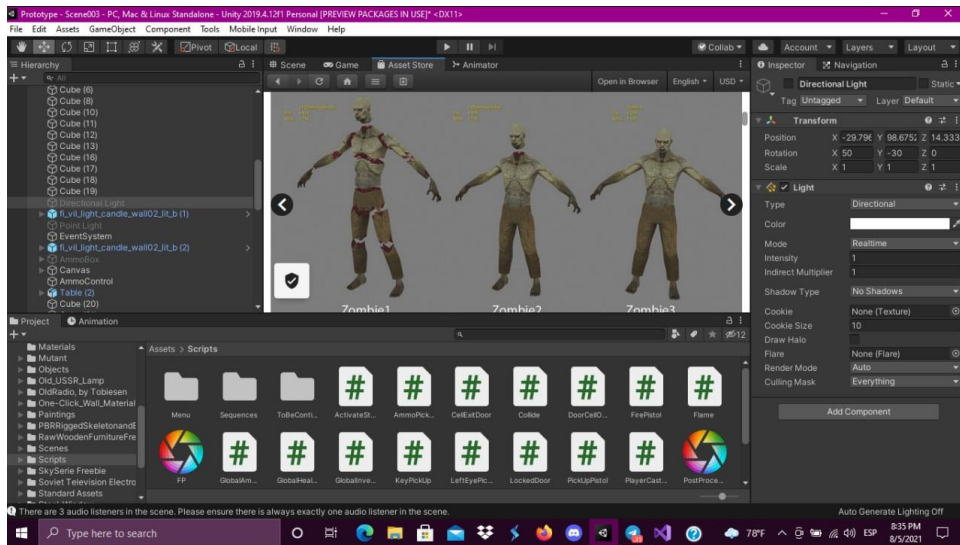 Prototype - Scene003 - PC, Mac & Linux Standalone - Unity 2019.4.12f1 Personal [PREVIEW PACKAGES IN USE]* <DX11>
File Edit Assets GameObject Component Tools Mobile Input Window Help
Pivot Local Collab Account Layers Layout
Hierarchy
All
Cube (6)
Cube (8)
Cube (10)
Cube (11)
Cube (12)
Cube (13)
Cube (16)
Cube (17)
Cube (18)
Cube (19)
Directional Light
fi_vil_light_candle_wall02_lit_b (1)
Point Light
EventSystem
fi_vil_light_candle_wall02_lit_b (2)
AmmoBox
Canvas
AmmoControl
Table (2)
Cube (20)
Scene Game Asset Store Animator
Open in Browser English USD
Zombie1 Zombie2 Zombie3
Inspector Navigation
Directional Light Static
Tag Untagged Layer Default
Transform
Position X -29.796 Y 98.6752 Z 14.333
Rotation X 50 Y -30 Z 0
Scale X 1 Y 1 Z 1
Light
Type Directional
Color
Mode Realtime
Intensity 1
Indirect Multiplier 1
Shadow Type No Shadows
Cookie None (Texture)
Cookie Size 10
Draw Halo
Flare None (Flare)
Render Mode Auto
Culling Mask Everything
Add Component
Project Animation
12
Materials
Mutant
Objects
Old_USSR_Lamp
OldRadio, by Tobiesen
One-Click_Wall_Material
Paintings
PBRRiggedSkeletonandE
RawWoodenFurnitureFre
Scenes
Scripts
SkySerie Freebie
Soviet Television Electro
Standard Assets
Assets > Scripts
Menu Sequences ToBeConti... ActivateSt... AmmoPick... CellExitDoor Collide DoorCellO... FirePistol Flame
FP GlobalAm... GlobalHeal... GlobalInve... KeyPickUp LeftEyePic... LockedDoor PickUpPistol PlayerCast... PostProce...
There are 3 audio listeners in the scene. Please ensure there is always exactly one audio listener in the scene.
Auto Generate Lighting Off
Type here to search
78°F ESP 8:35 PM
8/5/2021